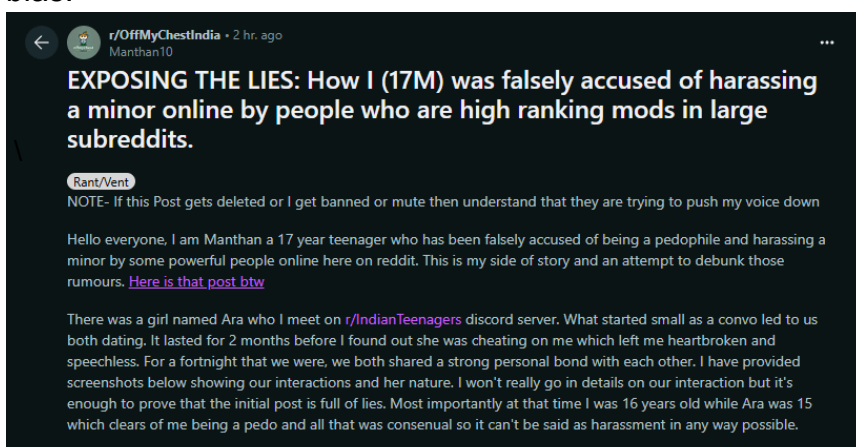 r/OffMyChestIndia • 2 hr. ago
Manthan10
EXPOSING THE LIES: How I (17M) was falsely accused of harassing
a minor online by people who are high ranking mods in large
subreddits.
\
Rant/Vent
NOTE- If this Post gets deleted or I get banned or mute then understand that they are trying to push my voice down
Hello everyone, I am Manthan a 17 year teenager who has been falsely accused of being a pedophile and harassing a
minor by some powerful people online here on reddit. This is my side of story and an attempt to debunk those
rumours. Here is that post btw
There was a girl named Ara who I meet on r/IndianTeenagers discord server. What started small as a convo led to us
both dating. It lasted for 2 months before I found out she was cheating on me which left me heartbroken and
speechless. For a fortnight that we were, we both shared a strong personal bond with each other. I have provided
screenshots below showing our interactions and her nature. I won't really go in details on our interaction but it's
enough to prove that the initial post is full of lies. Most importantly at that time I was 16 years old while Ara was 15
which clears of me being a pedo and all that was consenual so it can't be said as harassment in any way possible.